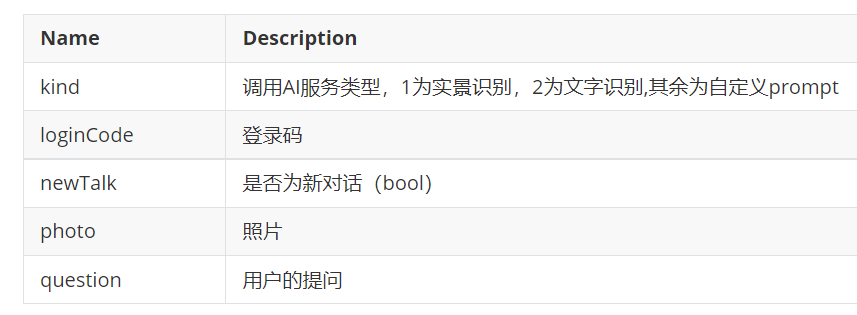 Name Description
kind 调用AI服务类型，1为实景识别，2为文字识别,其余为自定义prompt
loginCode 登录码
newTalk 是否为新对话（bool）
photo 照片
question 用户的提问